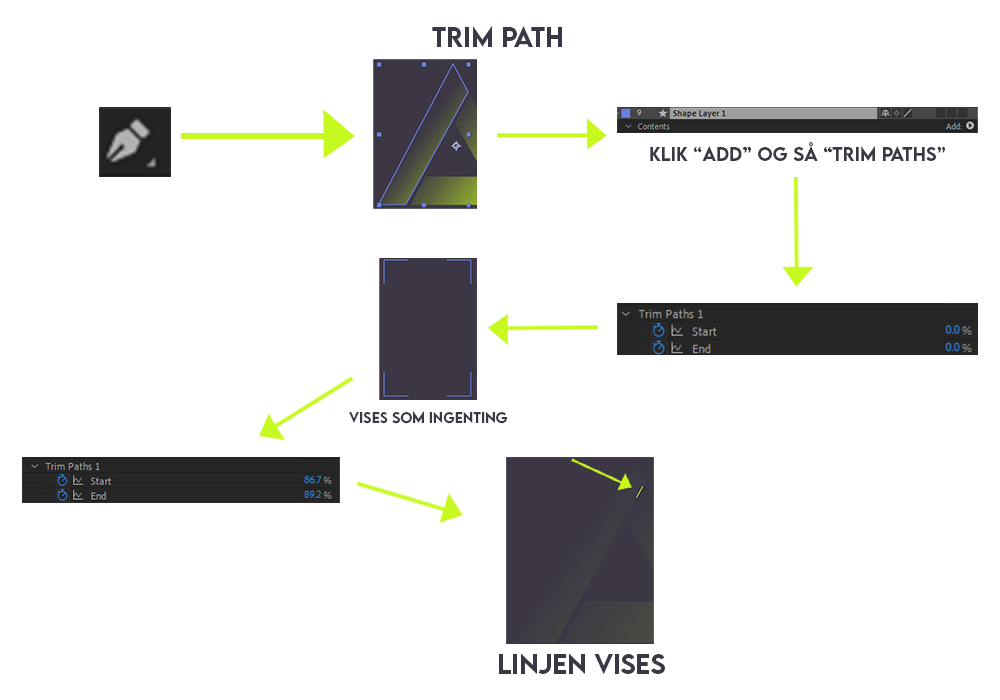 TRIM PATH
9 Shape Layer 1
Contents Add:
KLIK “ADD” OG SÅ “TRIM PATHS”
Trim Paths 1
Start 0.0 %
End 0.0 %
VISES SOM INGENTING
Trim Paths 1
Start 86.7 %
End 89.2 %
LINJEN VISES